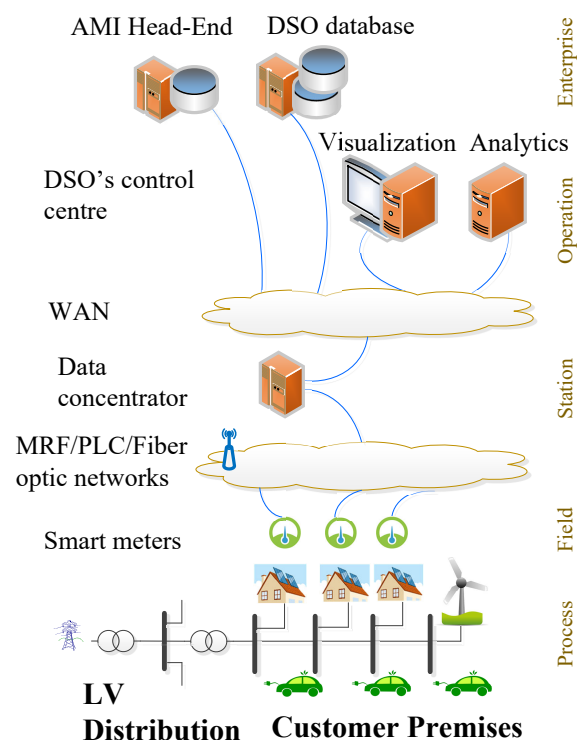 AMI Head-End
DSO database
Enterprise
Visualization
Analytics
DSO's control
centre
Operation
WAN
Data
concentrator
Station
MRF/PLC/Fiber
optic networks
Smart meters
Field
Process
LV
Distribution
Customer Premises